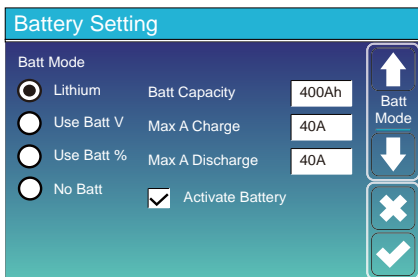 Battery Setting
Batt Mode
Lithium
Batt Capacity
400Ah
Use Batt V
Max A Charge
40A
Use Batt %
Max A Discharge
40A
No Batt
Activate Battery
Batt
Mode